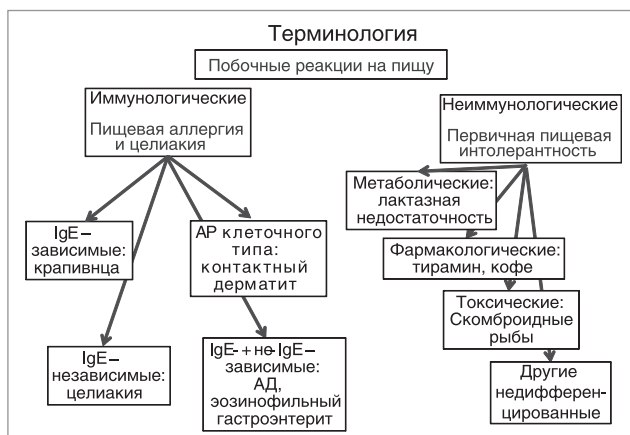 Терминология
Побочные реакции на пищу
Иммунологические
Пищевая аллергия
и целиакия
Неиммунологические
Первичная пищевая
интолерантность
Метаболические:
лактазная
недостаточность
IgE–
зависимые:
крапивнца
АР клеточного
типа:
контактный
дерматит
Фармакологические:
тирамин, кофе
Токсические:
Скомброидные
рыбы
IgE–
независимые:
целиакия
IgE- + не-IgE–
зависимые:
АД,
эозинофильный
гастроэнтерит
Другие
недифферен-
цированные